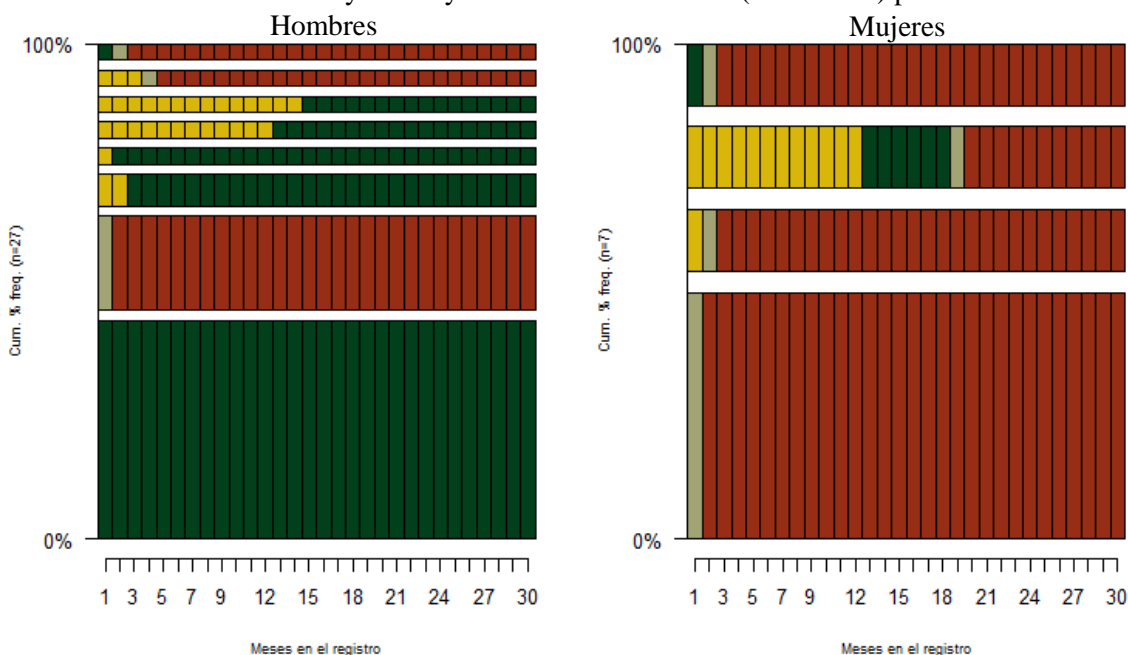 Hombres
100%
Cum. % freq. (n=27)
0%
1 3 5 7 9 12 15 18 21 24 27 30
Meses en el registro
Mujeres
100%
Cum. % freq. (n=7)
0%
1 3 5 7 9 12 15 18 21 24 27 30
Meses en el registro